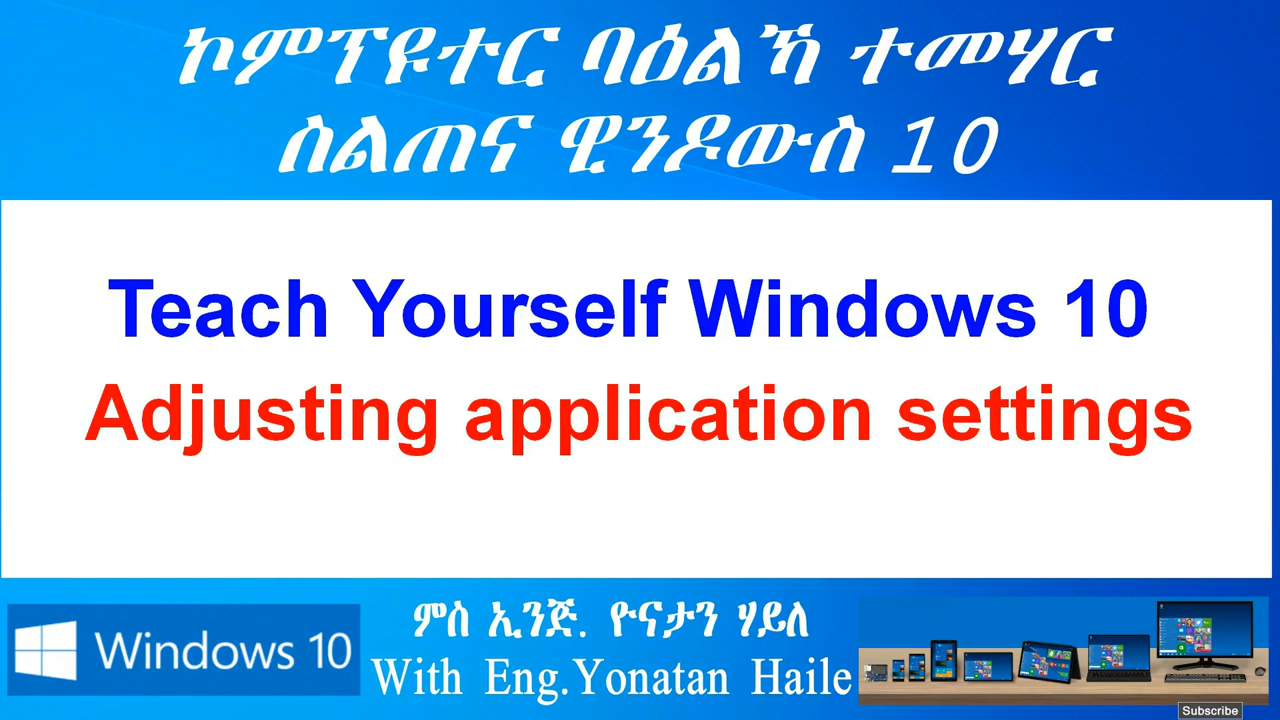 ኮምፕዩተር ባዕልኻ ተመሃር
ስልጠና ዊንዶውስ 10
Teach Yourself Windows 10
Adjusting application settings
Windows 10
ምስ ኢንጅ. ዮናታን ሃይለ
With Eng.Yonatan Haile
Subscribe